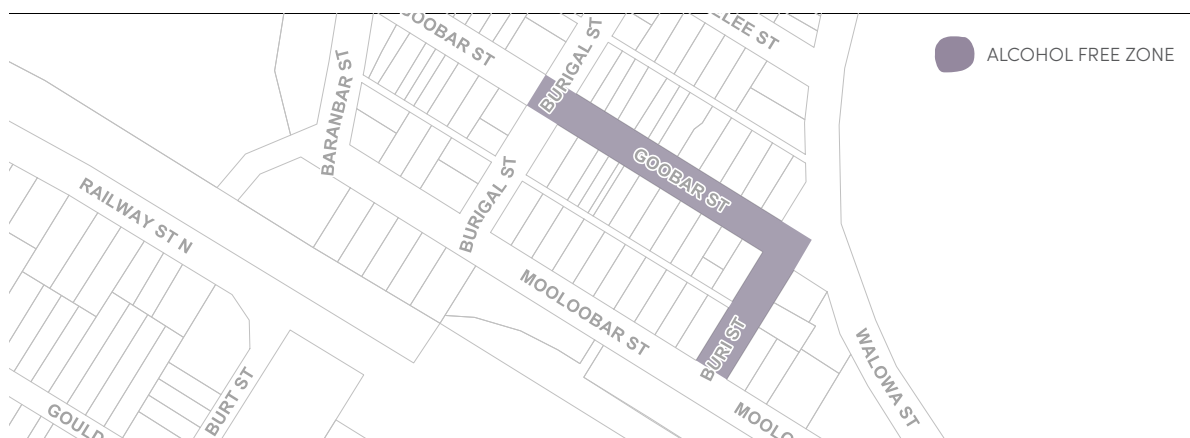 GOOBAR ST
BURIGAL ST
LEE ST
ALCOHOL FREE ZONE
BARANBAR ST
GOOBAR ST
BURIGAL ST
RAILWAY ST N
MOOLOOBAR ST
BURI ST
WALOWA ST
BURT ST
GOULD
MOOLO